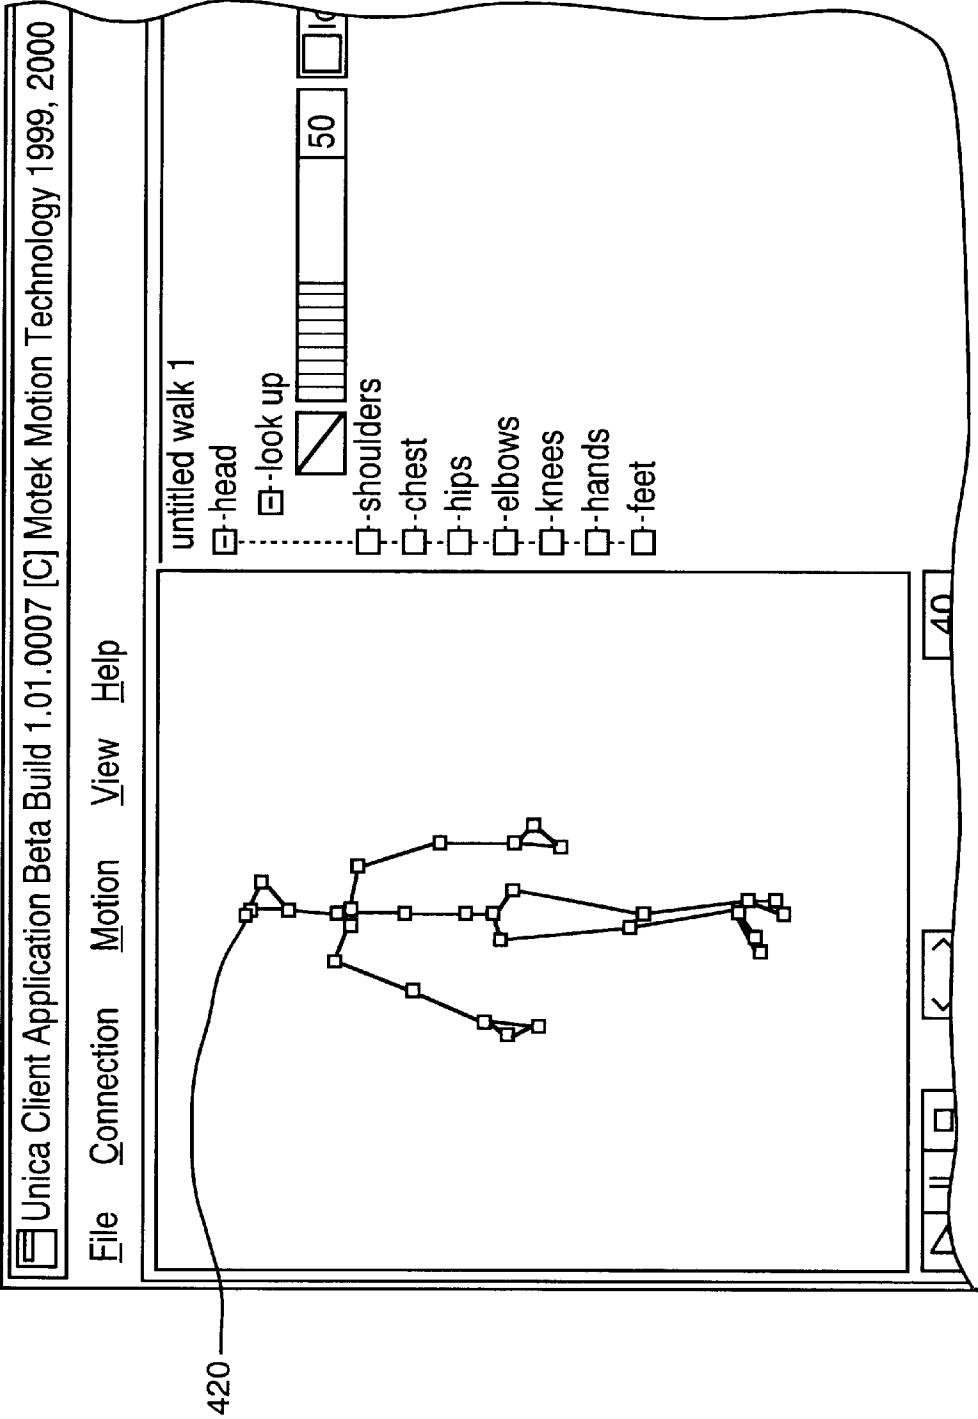 Unica Client Application Beta Build 1.01.0007 [C] Motek Motion Technology 1999, 2000
File Connection Motion View Help
untitled walk 1
head
look up
50
shoulders
chest
hips
elbows
knees
hands
feet
40
420